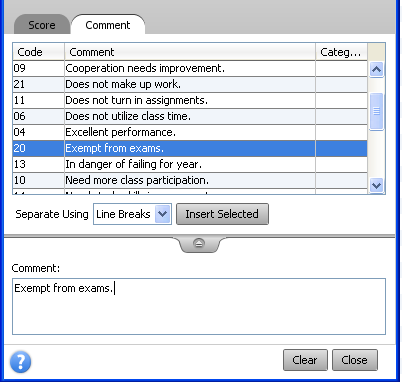 Score Comment
Code Comment Categ...
09 Cooperation needs improvement.
21 Does not make up work.
11 Does not turn in assignments.
06 Does not utilize class time.
04 Excellent performance.
20 Exempt from exams.
13 In danger of failing for year.
10 Need more class participation.
Separate Using Line Breaks Insert Selected
Comment:
Exempt from exams.
? Clear Close